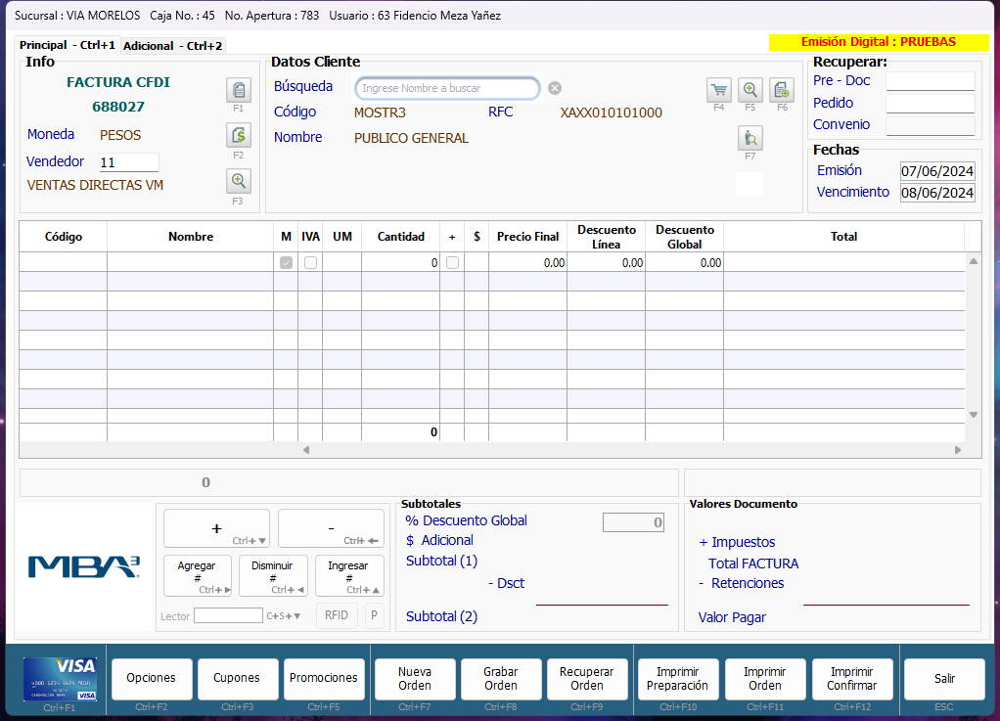 Sucursal : VIA MORELOS   Caja No. : 45   No. Apertura : 783   Usuario : 63 Fidencio Meza Yañez
Principal - Ctrl+1   Adicional - Ctrl+2
Emisión Digital : PRUEBAS
Info
FACTURA CFDI
688027
F1
Moneda   PESOS
F2
Vendedor   11
VENTAS DIRECTAS VM
F3
Datos Cliente
Búsqueda   Ingrese Nombre a buscar
F4   F5   F6
Código   MOSTR3   RFC   XAXX010101000
Nombre   PUBLICO GENERAL
F7
Recuperar:
Pre - Doc
Pedido
Convenio
Fechas
Emisión   07/06/2024
Vencimiento   08/06/2024
Código   Nombre   M   IVA   UM   Cantidad   +   $   Precio Final   Descuento Línea   Descuento Global   Total
0   0.00   0.00   0.00
0
0
MBA3
+   Ctrl+▼
-   Ctrl+
Agregar # Ctrl+▶
Disminuir # Ctrl+◀
Ingresar # Ctrl+▲
Lector   C+S+▼   RFID   P
Subtotales
% Descuento Global   0
$ Adicional
Subtotal (1)
- Dsct
Subtotal (2)
Valores Documento
+ Impuestos
Total FACTURA
- Retenciones
Valor Pagar
VISA
VISA
Ctrl+F1
Opciones
Ctrl+F2
Cupones
Ctrl+F3
Promociones
Ctrl+F5
Nueva Orden
Ctrl+F7
Grabar Orden
Ctrl+F8
Recuperar Orden
Ctrl+F9
Imprimir Preparación
Ctrl+F10
Imprimir Orden
Ctrl+F11
Imprimir Confirmar
Ctrl+F12
Salir
ESC